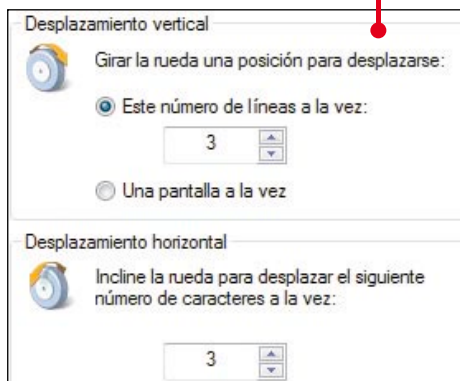 Desplazamiento vertical
Girar la rueda una posición para desplazarse:
Este número de líneas a la vez:
3
Una pantalla a la vez
Desplazamiento horizontal
Incline la rueda para desplazar el siguiente
número de caracteres a la vez:
3